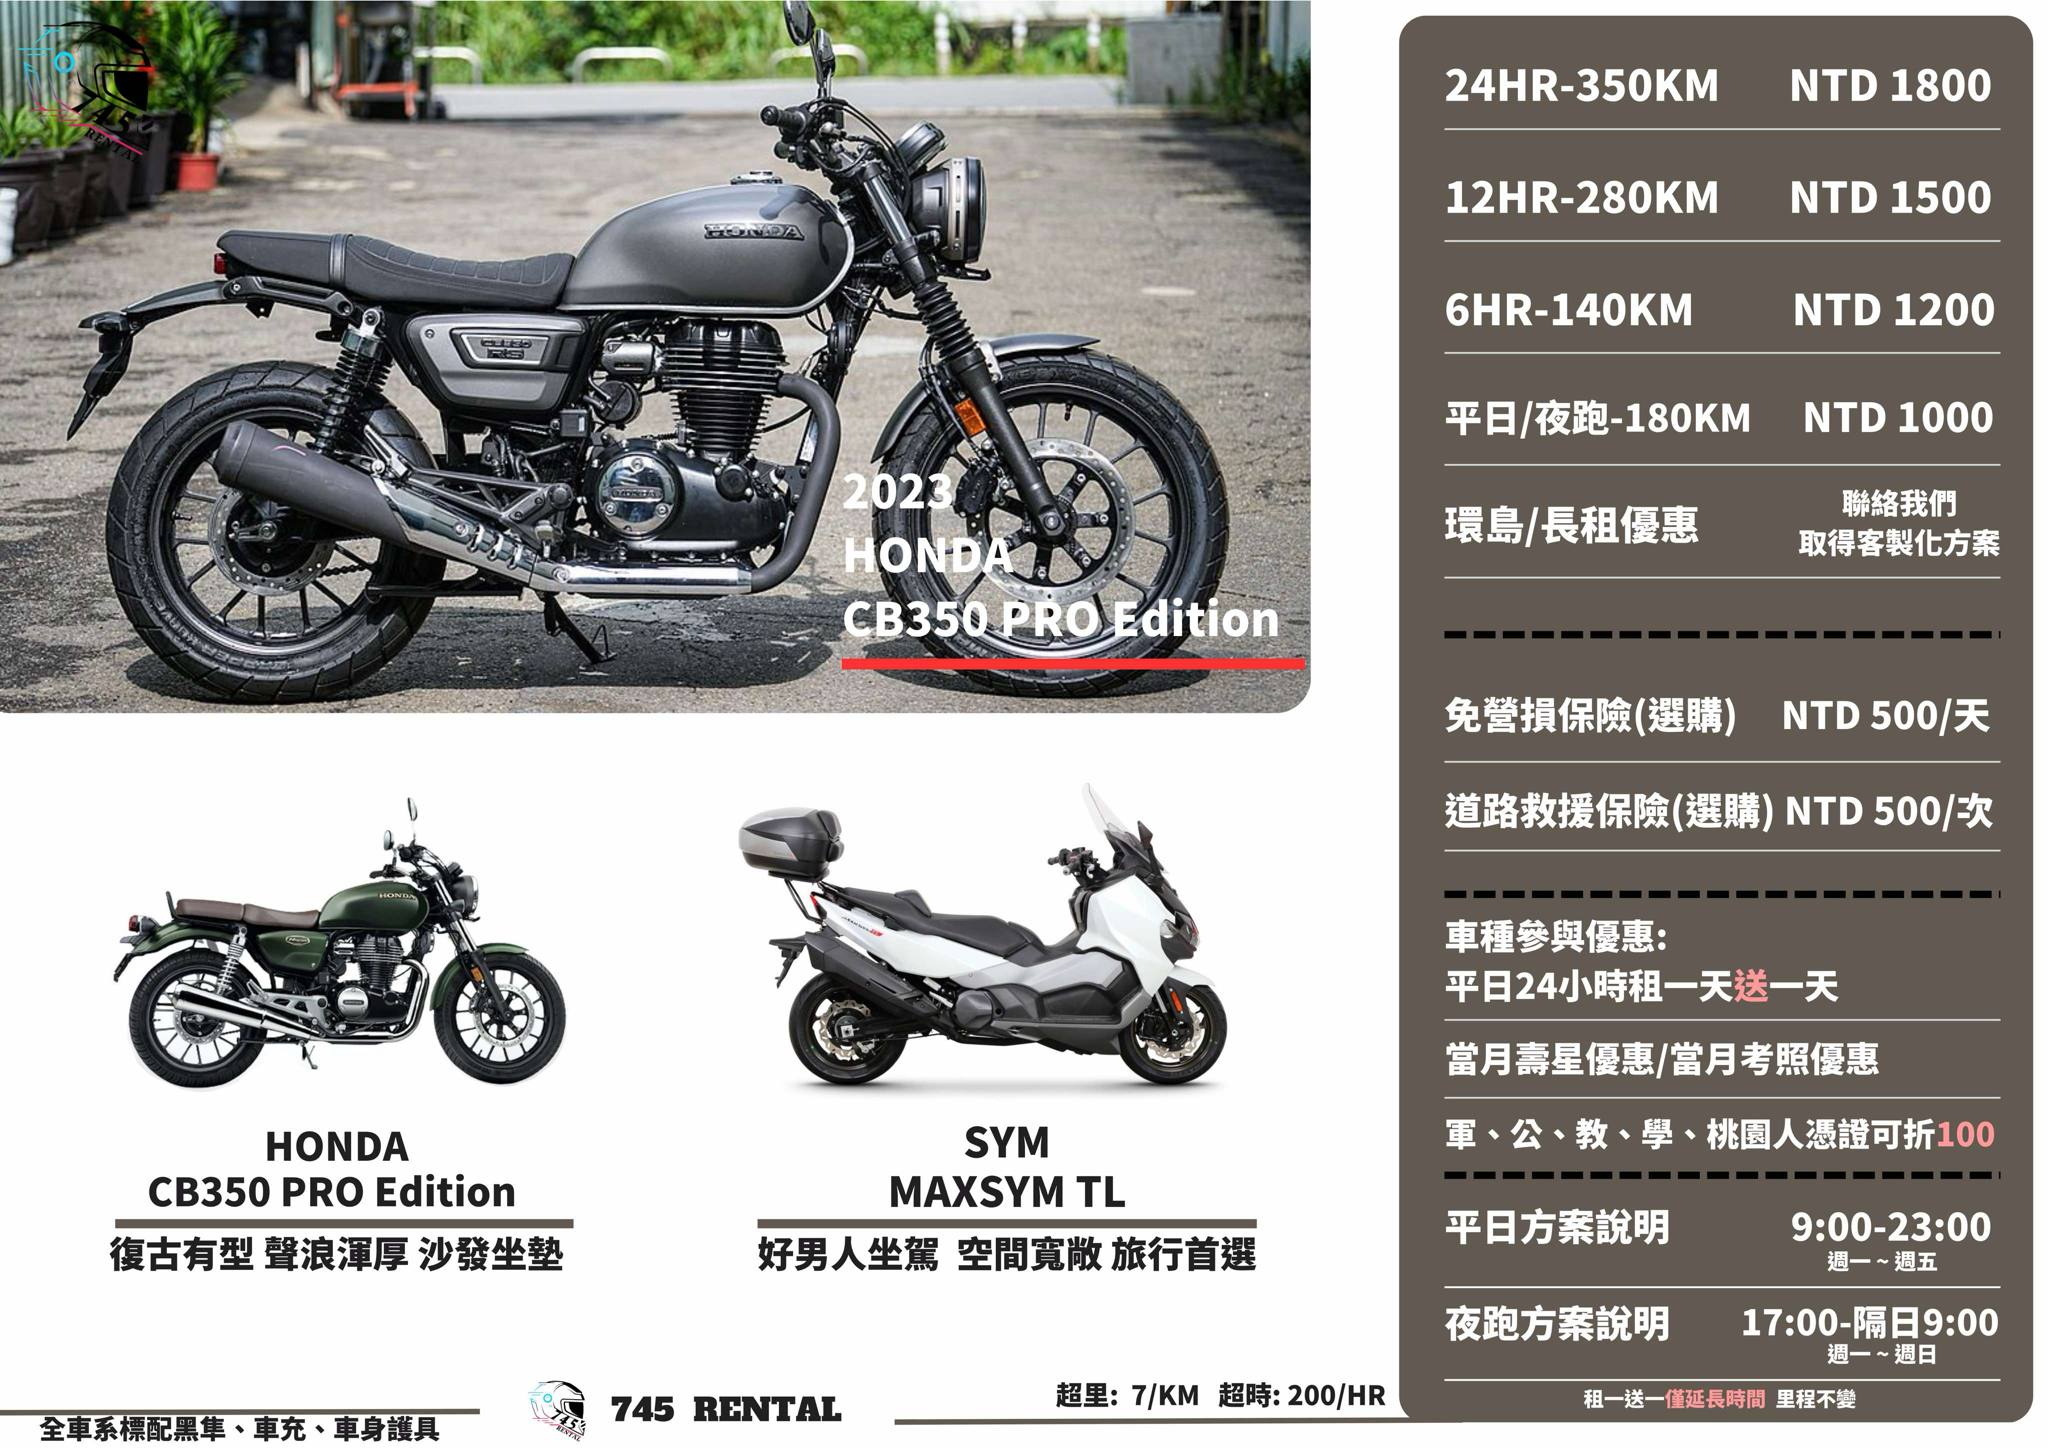 745
RENTAL
HONDA
CB350
RS
HONDA
2023
HONDA
CB350 PRO Edition
HONDA
HONDA
CB350 PRO Edition
復古有型 聲浪渾厚 沙發坐墊
SYM
MAXSYM TL
好男人坐駕 空間寬敞 旅行首選
全車系標配黑隼、車充、車身護具
745
RENTAL
745 RENTAL
超里: 7/KM 超時: 200/HR
24HR-350KM NTD 1800
12HR-280KM NTD 1500
6HR-140KM NTD 1200
平日/夜跑-180KM NTD 1000
環島/長租優惠 聯絡我們
取得客製化方案
免營損保險(選購) NTD 500/天
道路救援保險(選購) NTD 500/次
車種參與優惠:
平日24小時租一天送一天
當月壽星優惠/當月考照優惠
軍、公、教、學、桃園人憑證可折100
平日方案說明 9:00-23:00
週一 ~ 週五
夜跑方案說明 17:00-隔日9:00
週一 ~ 週日
租一送一僅延長時間 里程不變